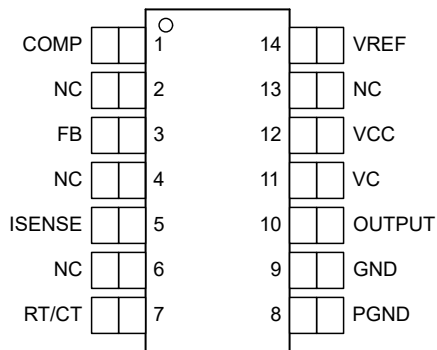 COMP 1 14 VREF
NC 2 13 NC
FB 3 12 VCC
NC 4 11 VC
ISENSE 5 10 OUTPUT
NC 6 9 GND
RT/CT 7 8 PGND